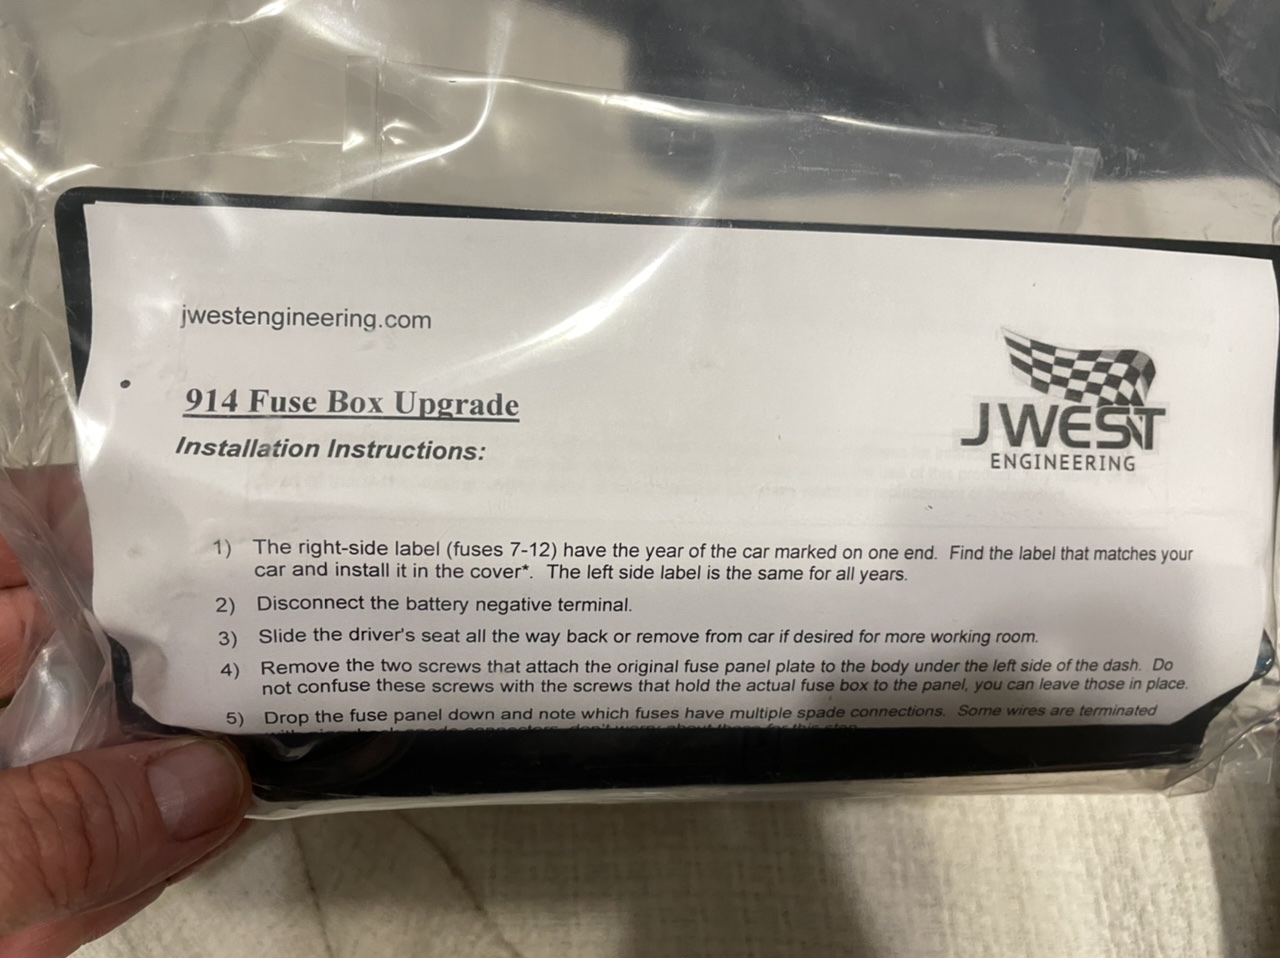 jwestengineering.com
JWEST
ENGINEERING
914 Fuse Box Upgrade
Installation Instructions:
1) The right-side label (fuses 7-12) have the year of the car marked on one end. Find the label that matches your
car and install it in the cover*. The left side label is the same for all years.
2) Disconnect the battery negative terminal.
3) Slide the driver's seat all the way back or remove from car if desired for more working room.
4) Remove the two screws that attach the original fuse panel plate to the body under the left side of the dash. Do
not confuse these screws with the screws that hold the actual fuse box to the panel, you can leave those in place.
5) Drop the fuse panel down and note which fuses have multiple spade connections. Some wires are terminated